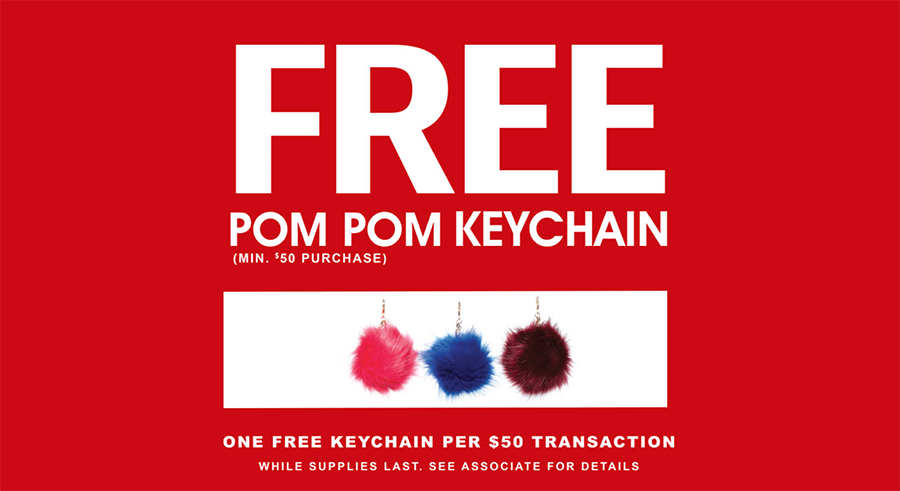 FREE
POM POM KEYCHAIN
(MIN. $50 PURCHASE)
ONE FREE KEYCHAIN PER $50 TRANSACTION
WHILE SUPPLIES LAST. SEE ASSOCIATE FOR DETAILS